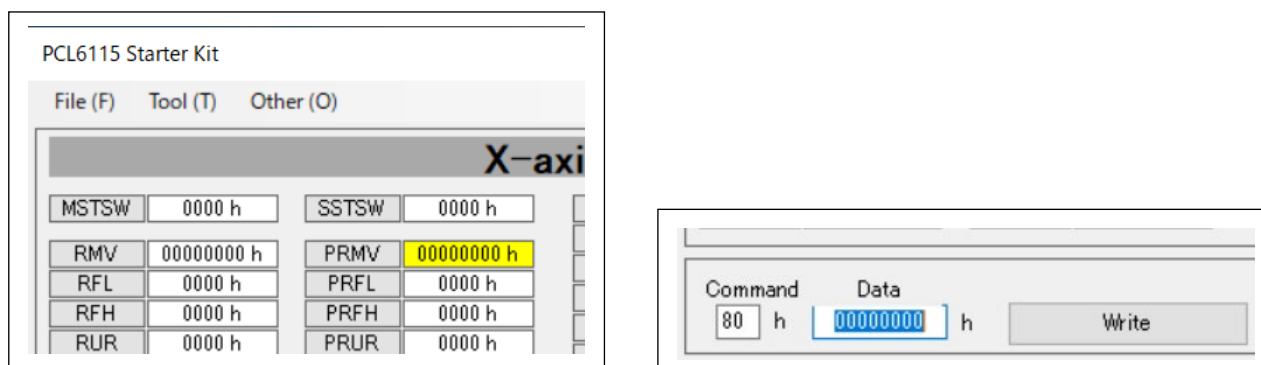 PCL6115 Starter Kit
File (F) Tool (T) Other (O)
X-axi
MSTSW 0000 h SSTSW 0000 h
RMV 00000000 h PRMV 00000000 h
RFL 0000 h PRFL 0000 h
RFH 0000 h PRFH 0000 h
RUR 0000 h PRUR 0000 h
Command Data
80 h 00000000 h Write